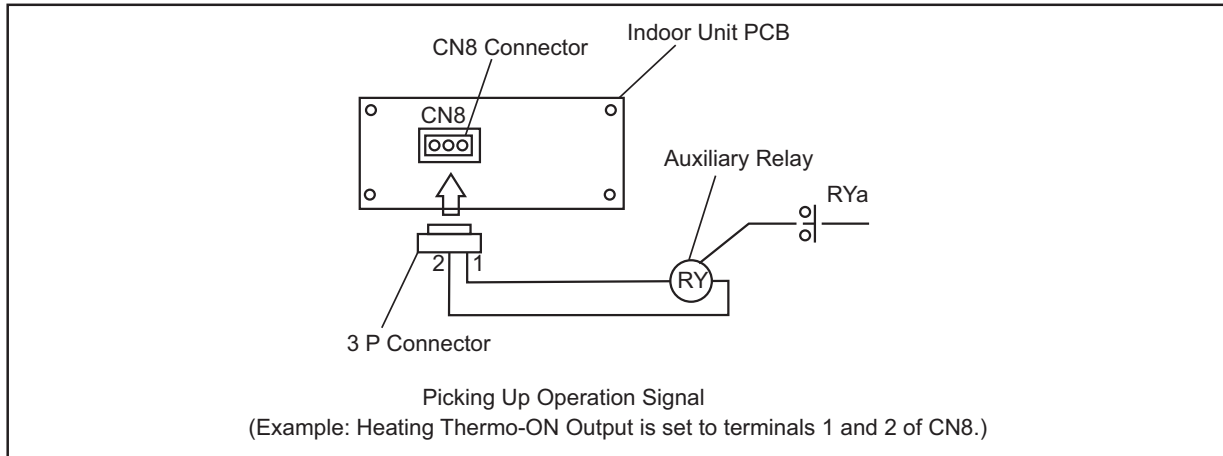 Indoor Unit PCB
CN8 Connector
CN8
Auxiliary Relay
RYa
2 1
RY
3 P Connector
Picking Up Operation Signal
(Example: Heating Thermo-ON Output is set to terminals 1 and 2 of CN8.)